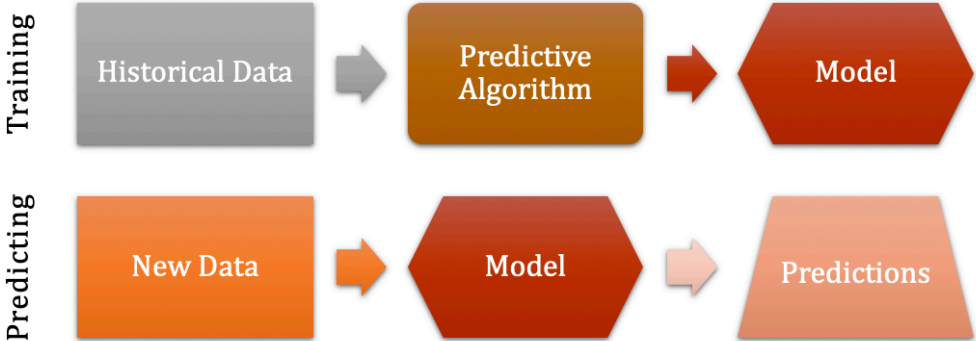 Training
Historical Data
Predictive
Algorithm
Model
Predicting
New Data
Model
Predictions